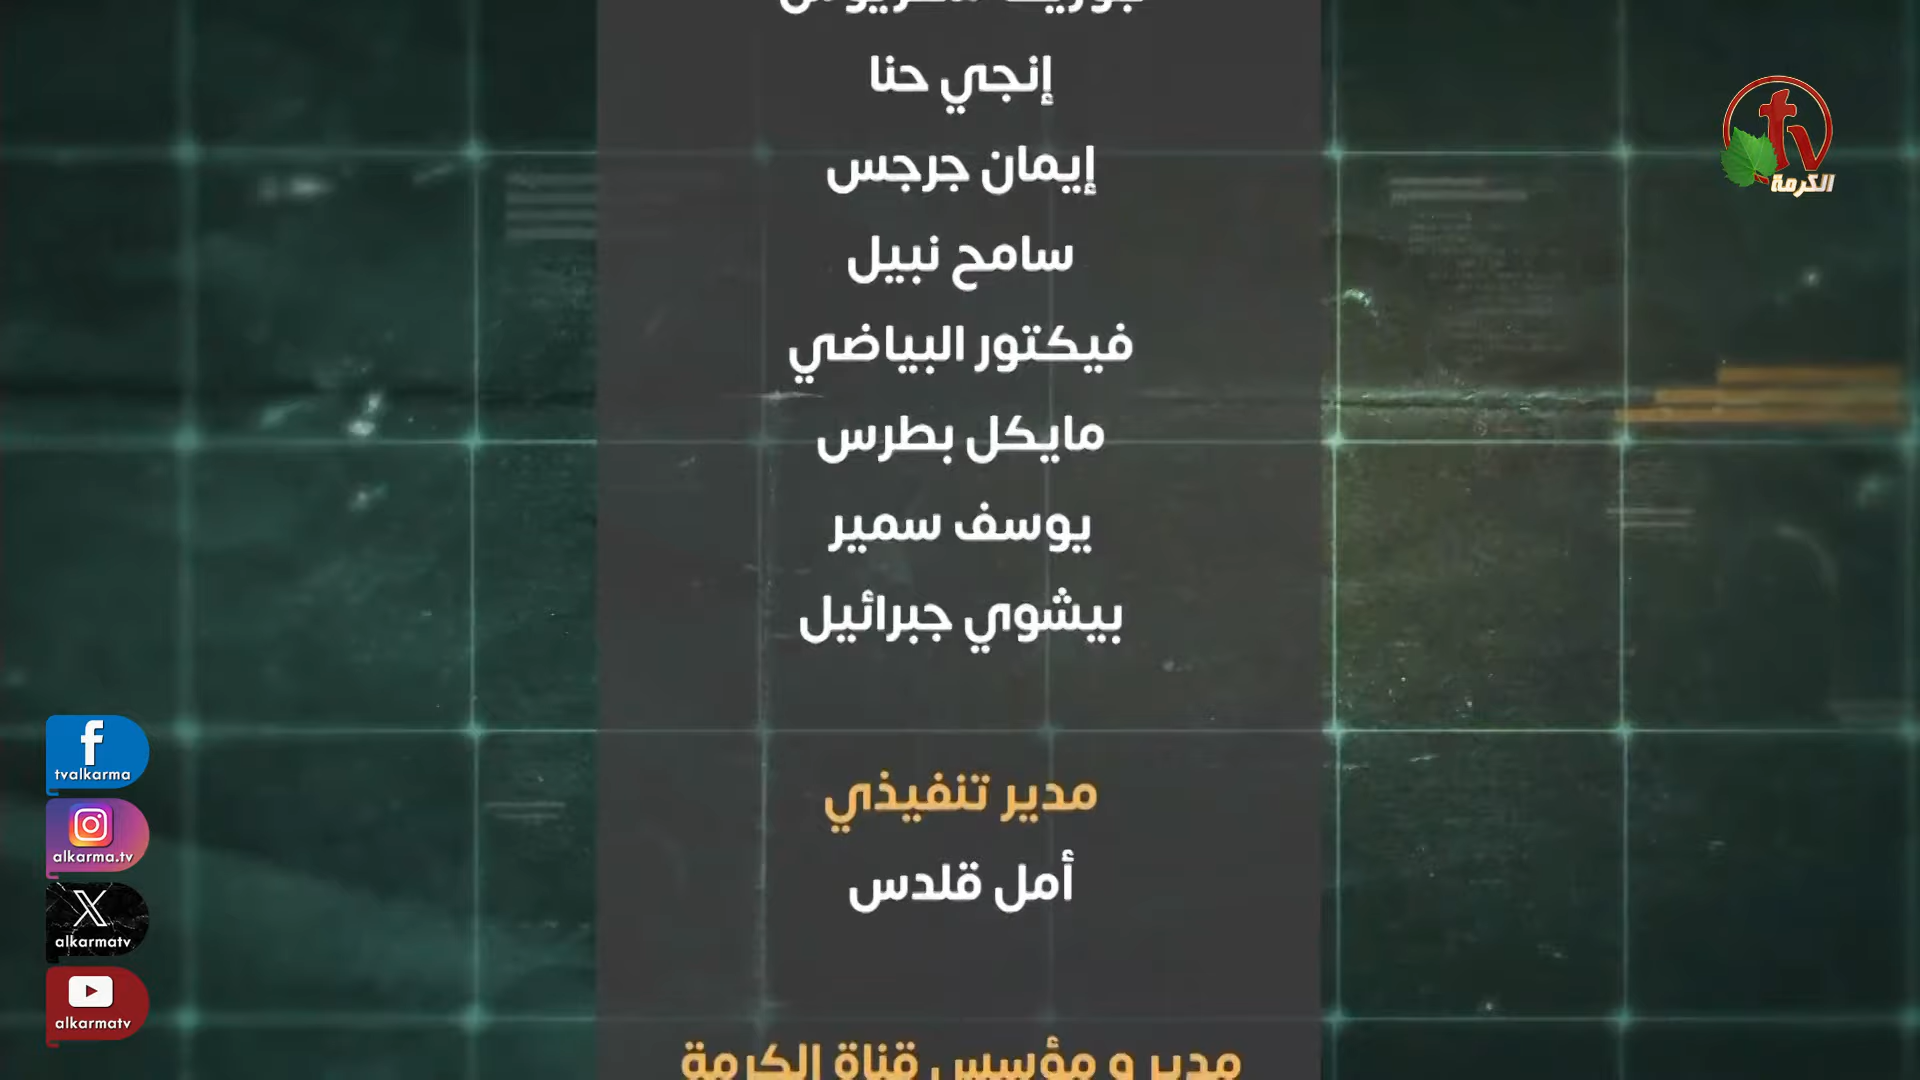 إنجي حنا
إيمان جرجس
سامح نبيل
فيكتور البياضي
مايكل بطرس
يوسف سمير
بيشوي جبرائيل
مدير تنفيذي
أمل قلدس
مدير و مؤسس قناة الكرمة
tv
الكرمة
tvalkarma
alkarma.tv
alkarmatv
alkarmatv